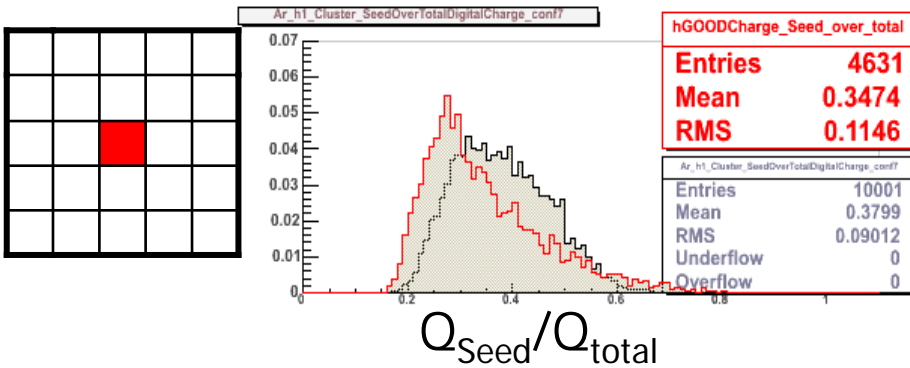 Ar_h1_Cluster_SeedOverTotalDigitalCharge_conf7
hGOODCharge_Seed_over_total
Entries 4631
Mean 0.3474
RMS 0.1146
Ar_h1_Cluster_SeedOverTotalDigitalCharge_conf7
Entries 10001
Mean 0.3799
RMS 0.09012
Underflow 0
Overflow 0
0.07
0.06
0.05
0.04
0.03
0.02
0.01
0
0 0.2 0.4 0.6 0.8 1
QSeed/Qtotal